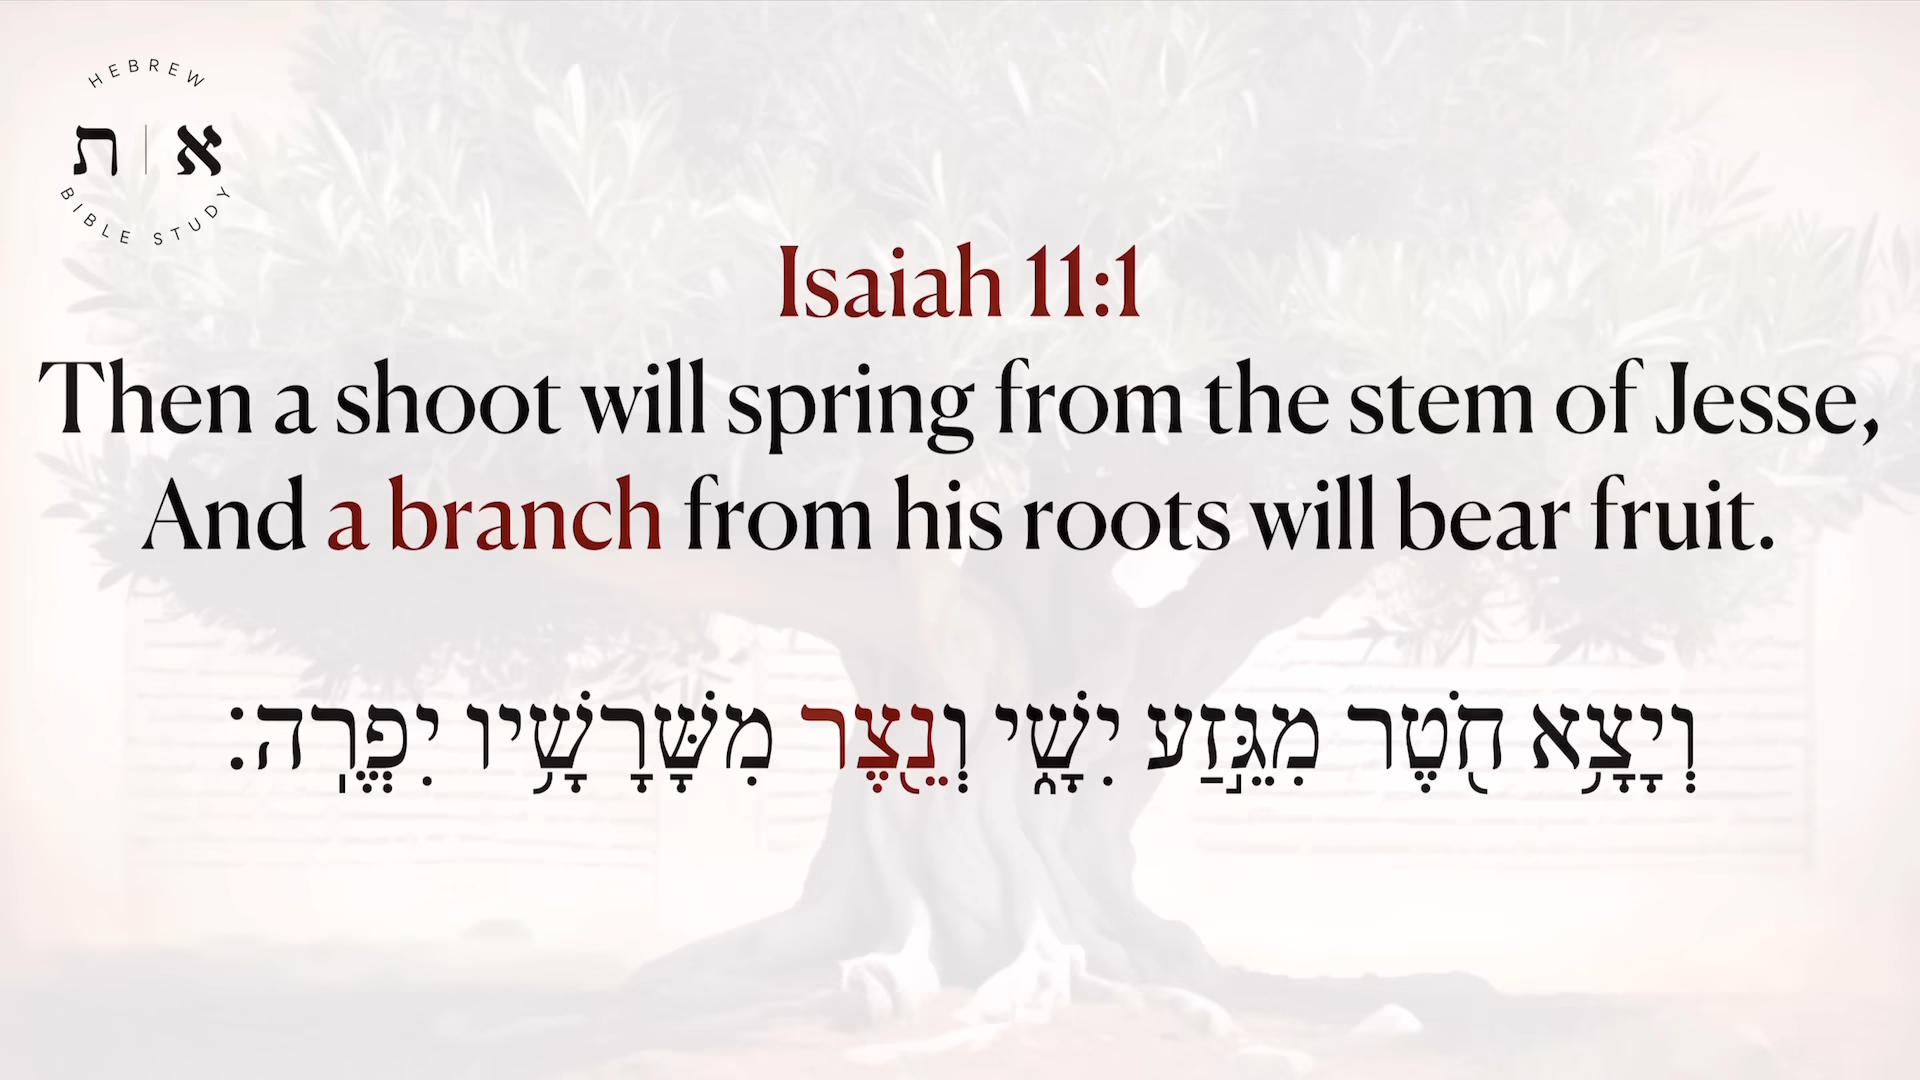 HEBREW
א | ת
BIBLE STUDY
Isaiah 11:1
Then a shoot will spring from the stem of Jesse,
And a branch from his roots will bear fruit.
וְיָצָ֥א חֹ֖טֶר מִגֵּ֣זַע יִשָׁ֑י וְנֵ֖צֶר מִשָּׁרָשָׁ֥יו יִפְרֶֽה׃